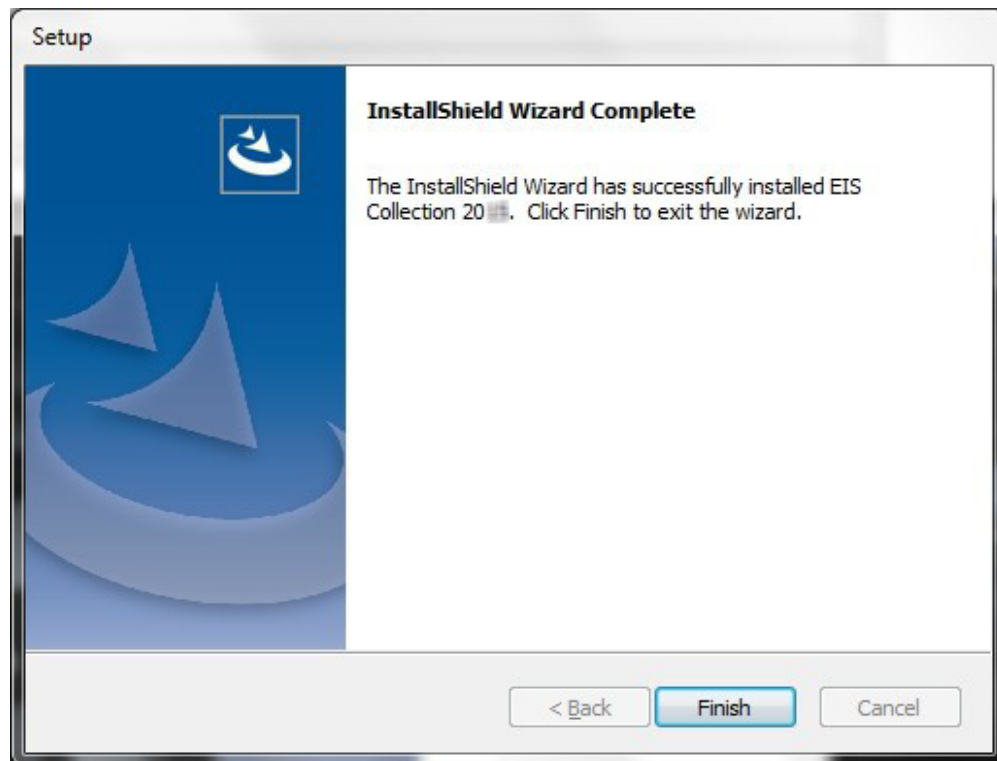 Setup
InstallShield Wizard Complete
The InstallShield Wizard has successfully installed EIS
Collection 20 . Click Finish to exit the wizard.
< Back
Finish
Cancel